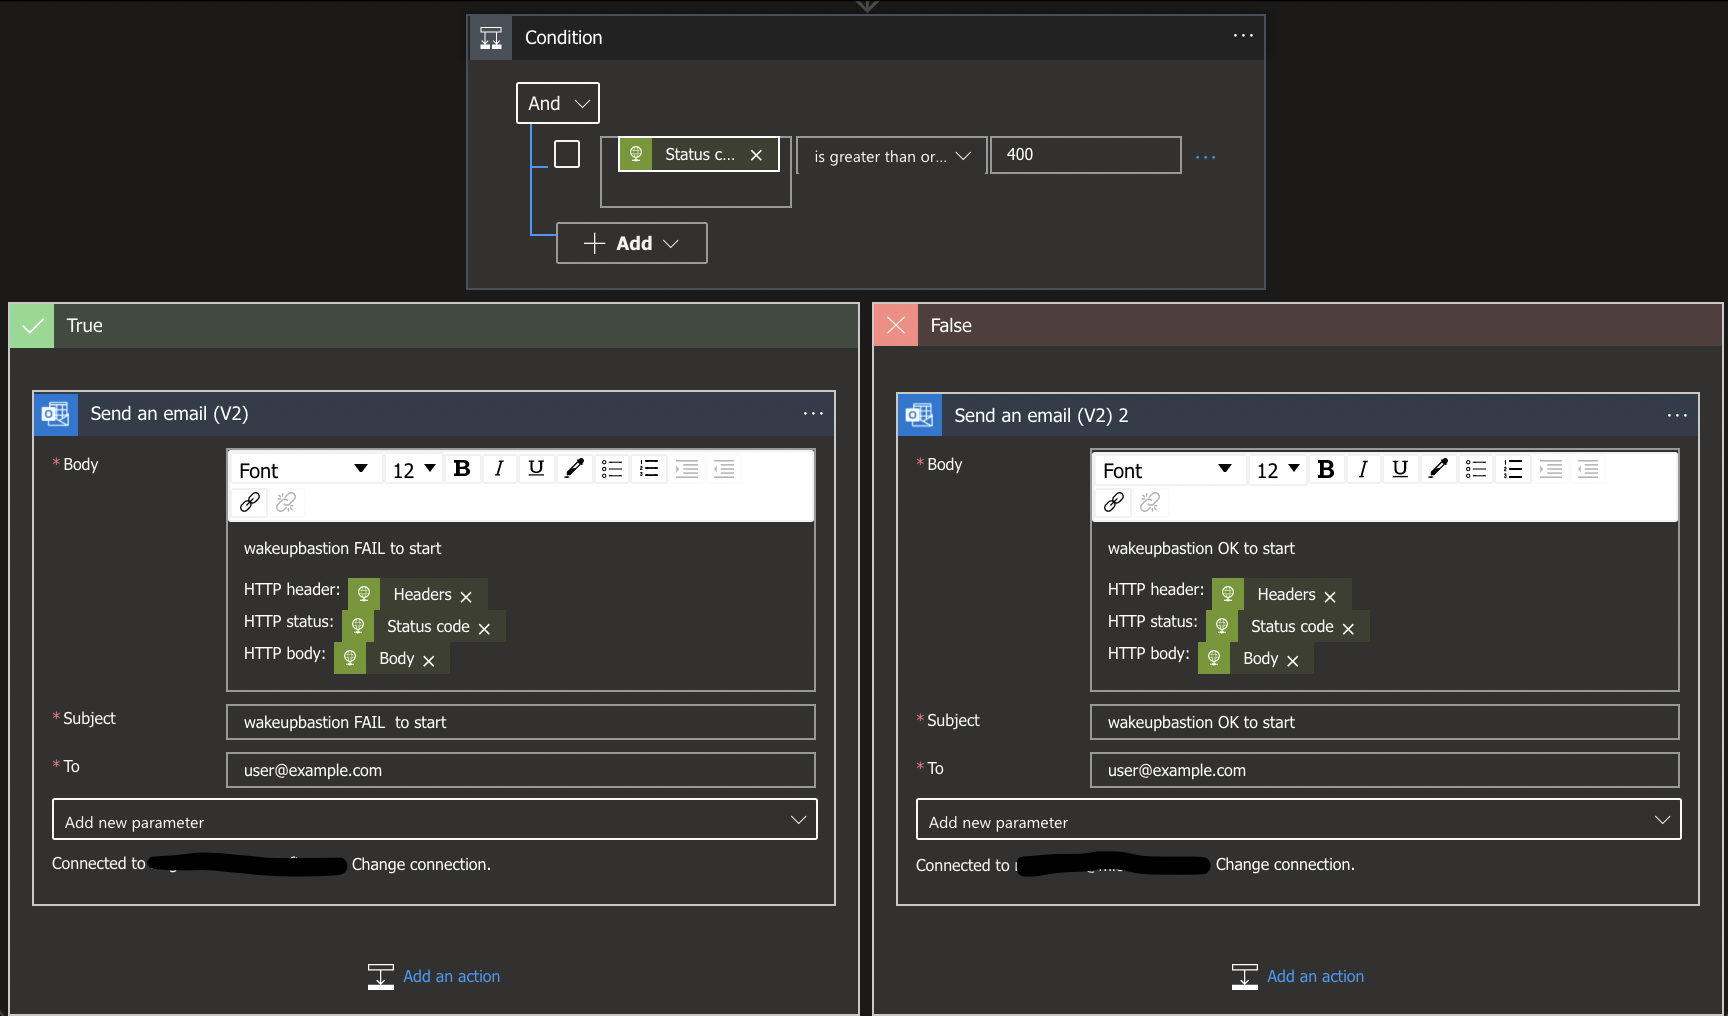 Condition
And
Status c...
is greater than or...
400
Add
True
Send an email (V2)
* Body
Font
12
B I U
wakeupbastion FAIL to start
HTTP header: Headers
HTTP status: Status code
HTTP body: Body
* Subject
wakeupbastion FAIL  to start
* To
user@example.com
Add new parameter
Connected to
Change connection.
Add an action
False
Send an email (V2) 2
* Body
Font
12
B I U
wakeupbastion OK to start
HTTP header: Headers
HTTP status: Status code
HTTP body: Body
* Subject
wakeupbastion OK to start
* To
user@example.com
Add new parameter
Connected to
Change connection.
Add an action